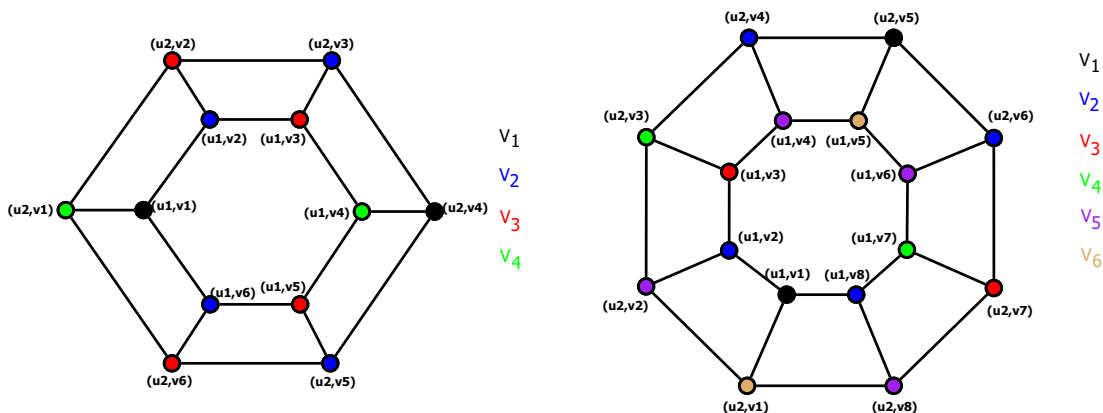 (u2,v2)
(u2,v3)
(u1,v2)
(u1,v3)
(u2,v1)
(u1,v1)
(u1,v4)
(u2,v4)
(u1,v6)
(u1,v5)
(u2,v6)
(u2,v5)
V1
V2
V3
V4
(u2,v4)
(u2,v5)
(u2,v3)
(u2,v6)
(u1,v4)
(u1,v5)
(u1,v3)
(u1,v6)
(u1,v2)
(u1,v7)
(u1,v1)
(u1,v8)
(u2,v2)
(u2,v7)
(u2,v1)
(u2,v8)
V1
V2
V3
V4
V5
V6